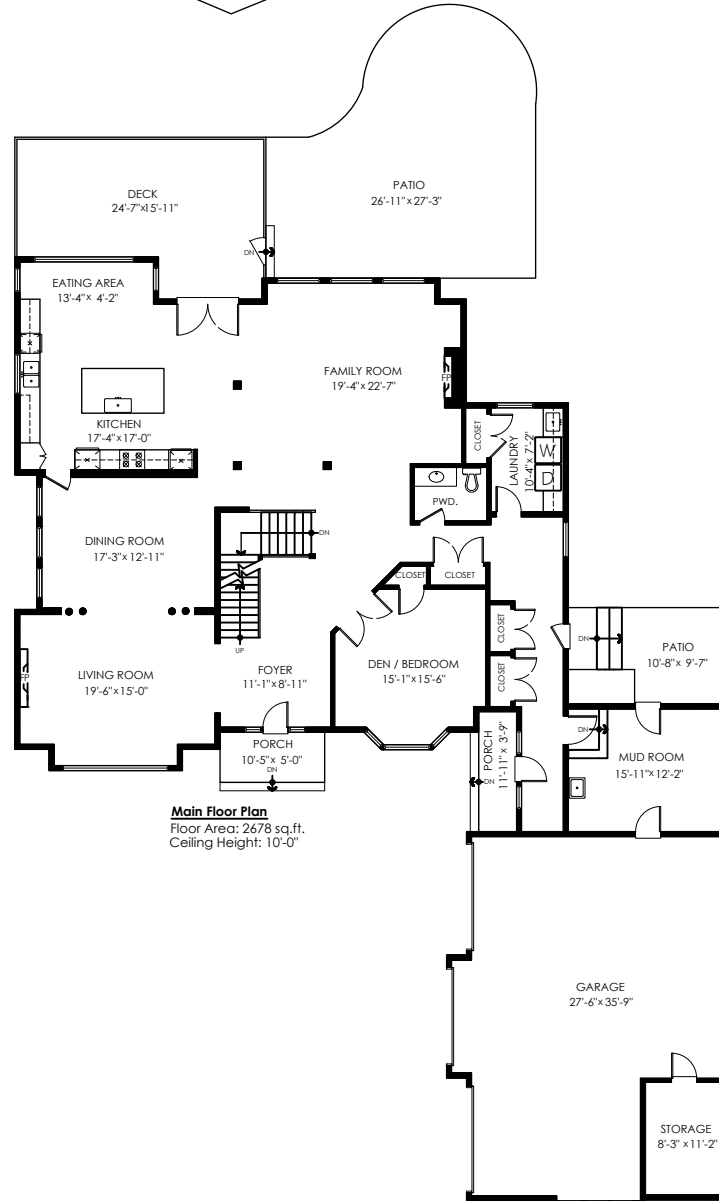 DECK
24'-7"x15'-11"
PATIO
26'-11"x27'-3"
DN
EATING AREA
13'-4"x 4'-2"
FAMILY ROOM
19'-4"x22'-7"
FP
KITCHEN
17'-4"x17'-0"
CLOSET
LAUNDRY
10'-4"x 7'-2"
W
D
PWD.
DN
DINING ROOM
17'-3"x12'-11"
CLOSET
CLOSET
UP
FP
LIVING ROOM
19'-6"x15'-0"
FOYER
11'-1"x8'-11"
DEN / BEDROOM
15'-1"x15'-6"
CLOSET
CLOSET
DN
PATIO
10'-8"x 9'-7"
PORCH
10'-5"x 5'-0"
DN
PORCH
11'-11"x 3'-9"
DN
DN
MUD ROOM
15'-11"x12'-2"
Main Floor Plan
Floor Area: 2678 sq.ft.
Ceiling Height: 10'-0"
GARAGE
27'-6"x35'-9"
STORAGE
8'-3"x11'-2"